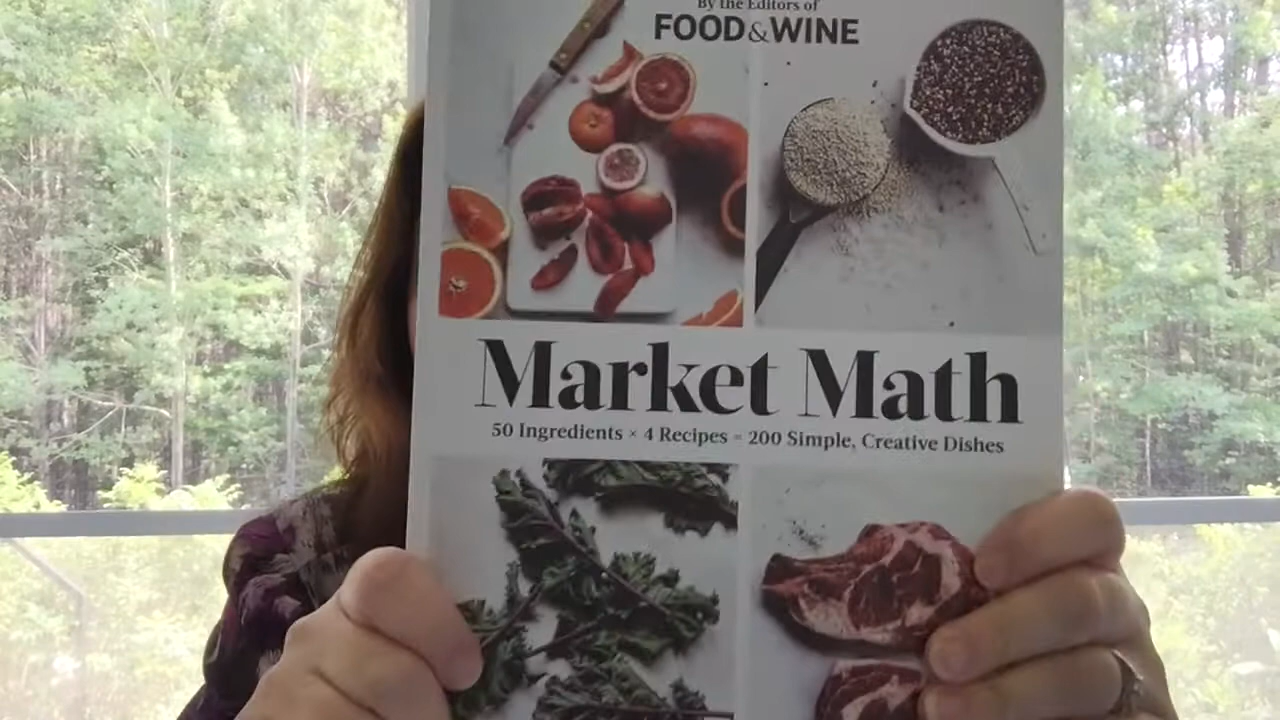 By the Editors of
FOOD&WINE
Market Math
50 Ingredients × 4 Recipes = 200 Simple, Creative Dishes